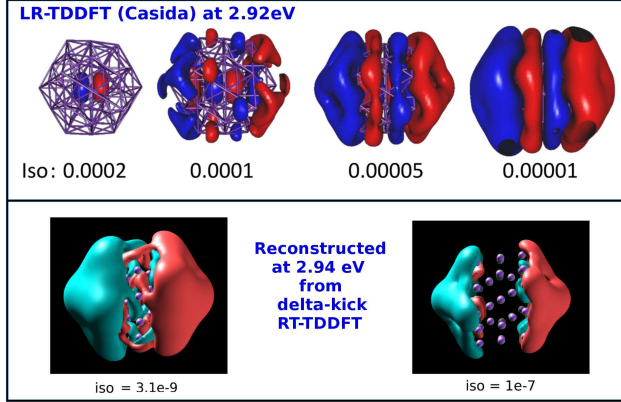 LR-TDDFT (Casida) at 2.92eV
Iso: 0.0002 0.0001 0.00005 0.00001
Reconstructed
at 2.94 eV
from
delta-kick
RT-TDDFT
iso = 3.1e-9 iso = 1e-7